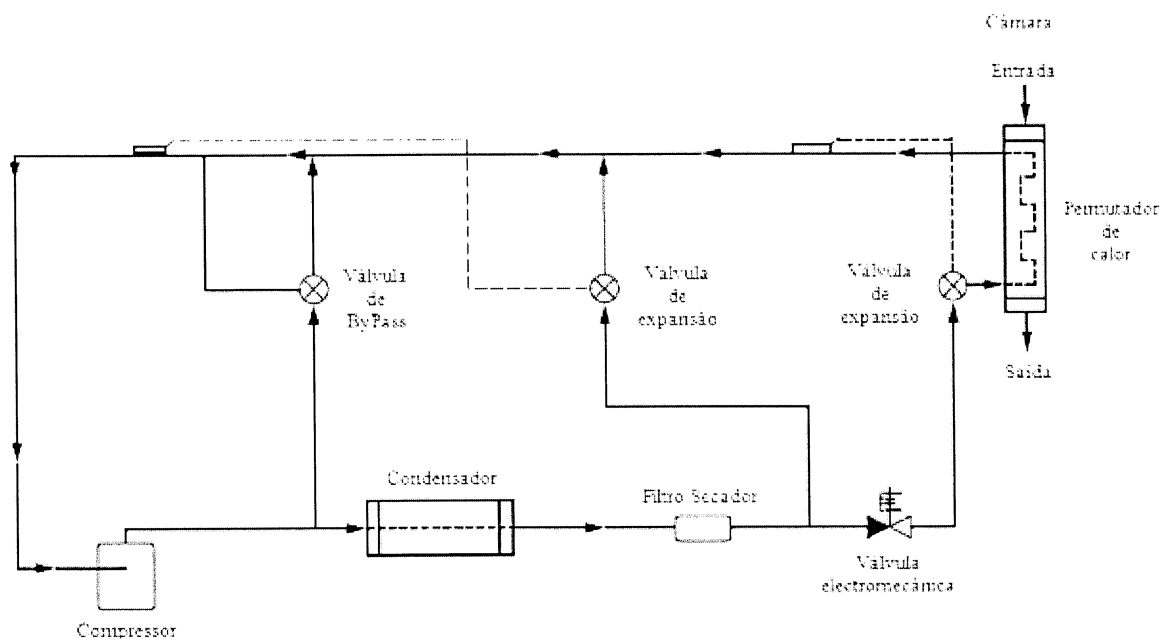 Câmara
Entrada
Permutador
de
calor
Válvula
de
ByPass
Válvula
de
expansão
Válvula
de
expansão
Saída
Condensador
Filtro Secador
Válvula
electromecânica
Compressor